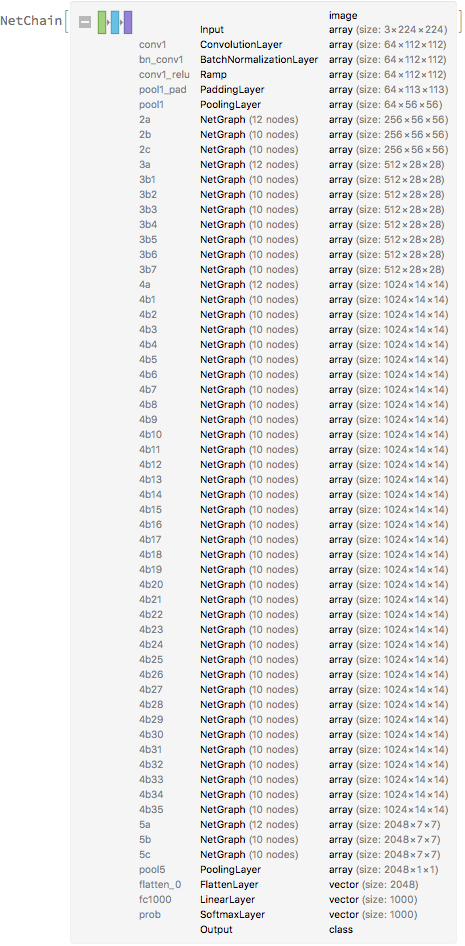 NetChain[
image
Input array (size: 3×224×224)
conv1 ConvolutionLayer array (size: 64×112×112)
bn_conv1 BatchNormalizationLayer array (size: 64×112×112)
conv1_relu Ramp array (size: 64×112×112)
pool1_pad PaddingLayer array (size: 64×113×113)
pool1 PoolingLayer array (size: 64×56×56)
2a NetGraph (12 nodes) array (size: 256×56×56)
2b NetGraph (10 nodes) array (size: 256×56×56)
2c NetGraph (10 nodes) array (size: 256×56×56)
3a NetGraph (12 nodes) array (size: 512×28×28)
3b1 NetGraph (10 nodes) array (size: 512×28×28)
3b2 NetGraph (10 nodes) array (size: 512×28×28)
3b3 NetGraph (10 nodes) array (size: 512×28×28)
3b4 NetGraph (10 nodes) array (size: 512×28×28)
3b5 NetGraph (10 nodes) array (size: 512×28×28)
3b6 NetGraph (10 nodes) array (size: 512×28×28)
3b7 NetGraph (10 nodes) array (size: 512×28×28)
4a NetGraph (12 nodes) array (size: 1024×14×14)
4b1 NetGraph (10 nodes) array (size: 1024×14×14)
4b2 NetGraph (10 nodes) array (size: 1024×14×14)
4b3 NetGraph (10 nodes) array (size: 1024×14×14)
4b4 NetGraph (10 nodes) array (size: 1024×14×14)
4b5 NetGraph (10 nodes) array (size: 1024×14×14)
4b6 NetGraph (10 nodes) array (size: 1024×14×14)
4b7 NetGraph (10 nodes) array (size: 1024×14×14)
4b8 NetGraph (10 nodes) array (size: 1024×14×14)
4b9 NetGraph (10 nodes) array (size: 1024×14×14)
4b10 NetGraph (10 nodes) array (size: 1024×14×14)
4b11 NetGraph (10 nodes) array (size: 1024×14×14)
4b12 NetGraph (10 nodes) array (size: 1024×14×14)
4b13 NetGraph (10 nodes) array (size: 1024×14×14)
4b14 NetGraph (10 nodes) array (size: 1024×14×14)
4b15 NetGraph (10 nodes) array (size: 1024×14×14)
4b16 NetGraph (10 nodes) array (size: 1024×14×14)
4b17 NetGraph (10 nodes) array (size: 1024×14×14)
4b18 NetGraph (10 nodes) array (size: 1024×14×14)
4b19 NetGraph (10 nodes) array (size: 1024×14×14)
4b20 NetGraph (10 nodes) array (size: 1024×14×14)
4b21 NetGraph (10 nodes) array (size: 1024×14×14)
4b22 NetGraph (10 nodes) array (size: 1024×14×14)
4b23 NetGraph (10 nodes) array (size: 1024×14×14)
4b24 NetGraph (10 nodes) array (size: 1024×14×14)
4b25 NetGraph (10 nodes) array (size: 1024×14×14)
4b26 NetGraph (10 nodes) array (size: 1024×14×14)
4b27 NetGraph (10 nodes) array (size: 1024×14×14)
4b28 NetGraph (10 nodes) array (size: 1024×14×14)
4b29 NetGraph (10 nodes) array (size: 1024×14×14)
4b30 NetGraph (10 nodes) array (size: 1024×14×14)
4b31 NetGraph (10 nodes) array (size: 1024×14×14)
4b32 NetGraph (10 nodes) array (size: 1024×14×14)
4b33 NetGraph (10 nodes) array (size: 1024×14×14)
4b34 NetGraph (10 nodes) array (size: 1024×14×14)
4b35 NetGraph (10 nodes) array (size: 1024×14×14)
5a NetGraph (12 nodes) array (size: 2048×7×7)
5b NetGraph (10 nodes) array (size: 2048×7×7)
5c NetGraph (10 nodes) array (size: 2048×7×7)
pool5 PoolingLayer array (size: 2048×1×1)
flatten_0 FlattenLayer vector (size: 2048)
fc1000 LinearLayer vector (size: 1000)
prob SoftmaxLayer vector (size: 1000)
Output class
]